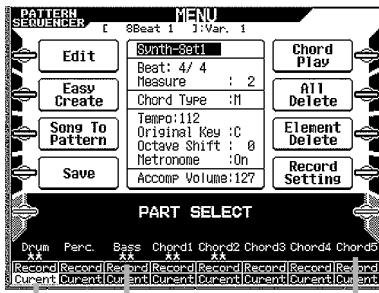 PATTERN
SEQUENCER
MENU
[ 8Beat 1 ]:Var. 1
Edit
Easy
Create
Song To
Pattern
Save
Synth-Set1
Beat: 4/ 4
Measure : 2
Chord Type :M
Tempo:112
Original Key :C
Octave Shift : 0
Metronome :On
Accomp Volume:127
Chord
Play
All
Delete
Element
Delete
Record
Setting
PART SELECT
Drum Perc. Bass Chord1 Chord2 Chord3 Chord4 Chord5
★★ ★★ ★★ ★★
Record Record Record Record Record Record Record Record
Curent Curent Curent Curent Curent Curent Curent Curent